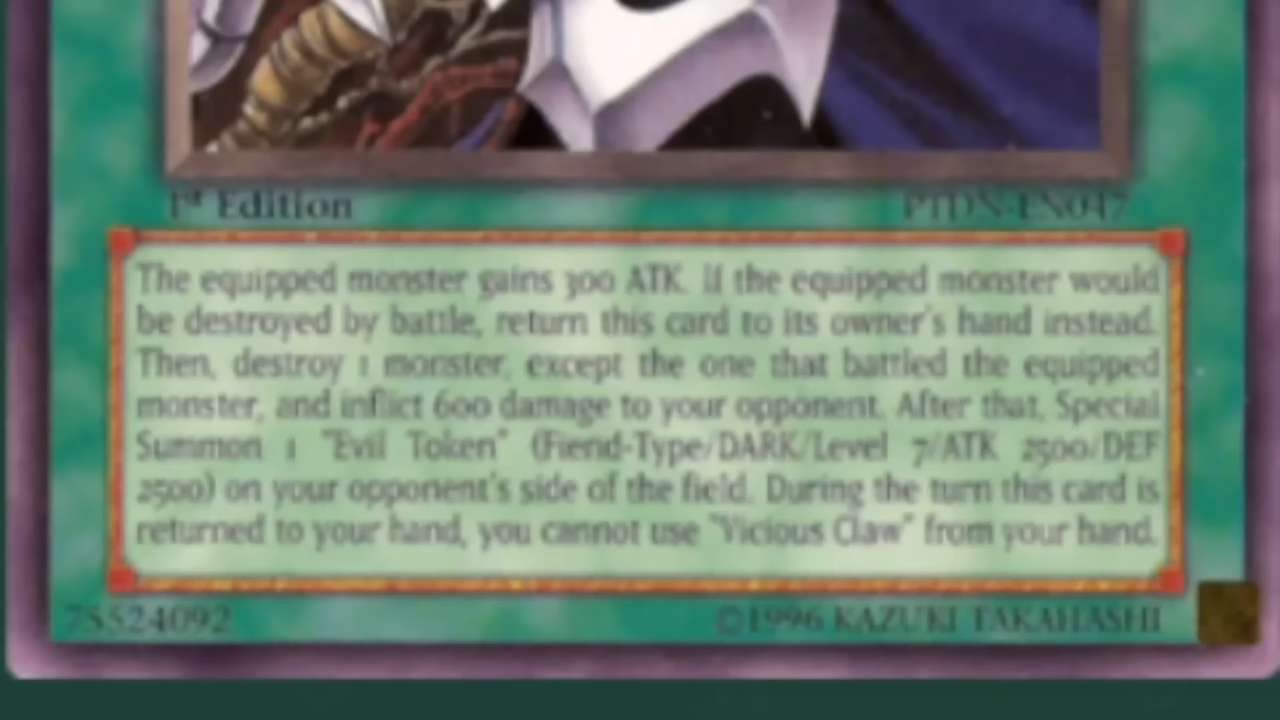 1st Edition
PTDN-EN047
The equipped monster gains 300 ATK. If the equipped monster would
be destroyed by battle, return this card to its owner's hand instead.
Then, destroy 1 monster, except the one that battled the equipped
monster, and inflict 600 damage to your opponent. After that, Special
Summon 1 "Evil Token" (Fiend-Type/DARK/Level 7/ATK 2500/DEF
2500) on your opponent's side of the field. During the turn this card is
returned to your hand, you cannot use "Vicious Claw" from your hand.
75524092
©1996 KAZUKI TAKAHASHI